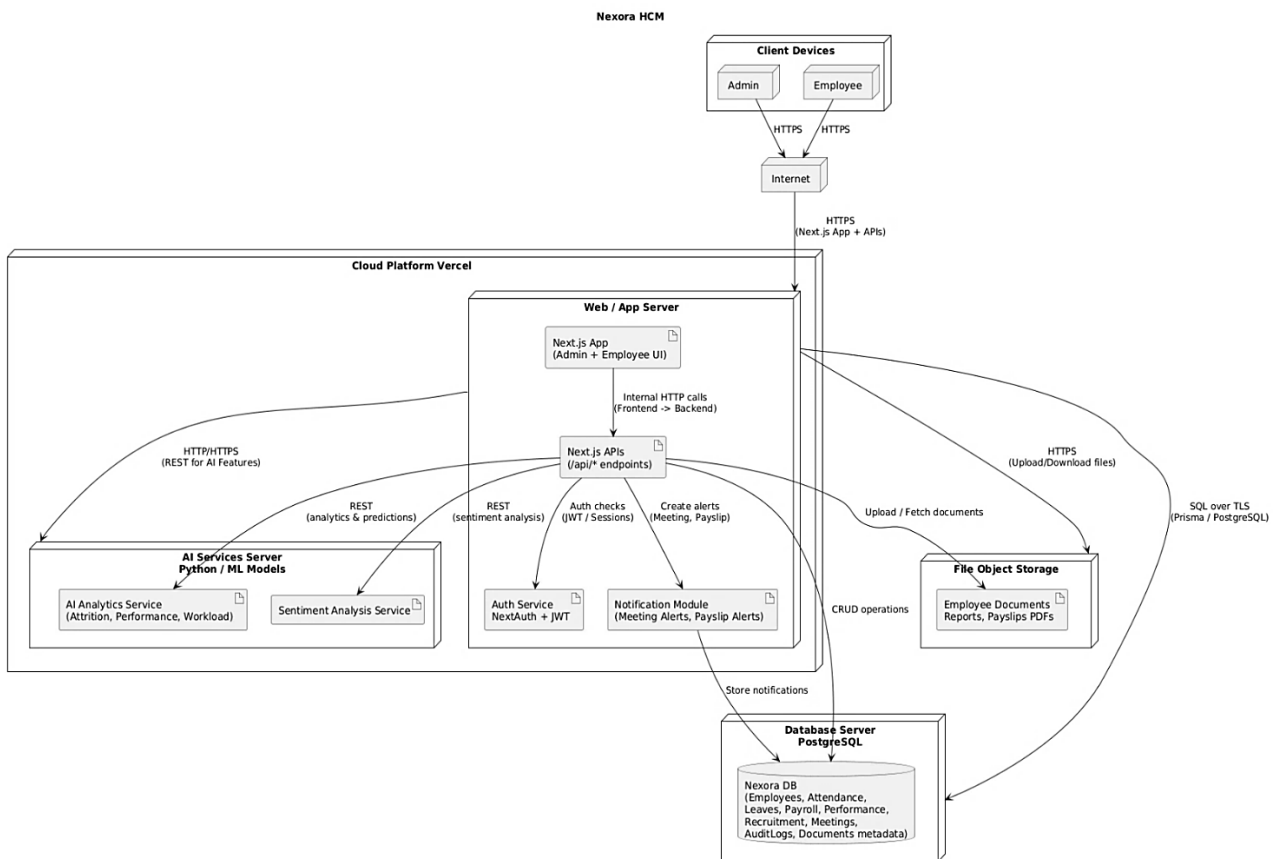 Nexora HCM
Client Devices
Admin
Employee
HTTPS
HTTPS
Internet
HTTPS
(Next.js App + APIs)
Cloud Platform Vercel
Web / App Server
Next.js App
(Admin + Employee UI)
Internal HTTP calls
(Frontend -> Backend)
HTTP/HTTPS
(REST for AI Features)
Next.js APIs
(/api/* endpoints)
HTTPS
(Upload/Download files)
REST
(analytics & predictions)
REST
(sentiment analysis)
Auth checks
(JWT / Sessions)
Create alerts
(Meeting, Payslip)
Upload / Fetch documents
SQL over TLS
(Prisma / PostgreSQL)
AI Services Server
Python / ML Models
AI Analytics Service
(Attrition, Performance, Workload)
Sentiment Analysis Service
Auth Service
NextAuth + JWT
Notification Module
(Meeting Alerts, Payslip Alerts)
CRUD operations
File Object Storage
Employee Documents
Reports, Payslips PDFs
Store notifications
Database Server
PostgreSQL
Nexora DB
(Employees, Attendance,
Leaves, Payroll, Performance,
Recruitment, Meetings,
AuditLogs, Documents metadata)